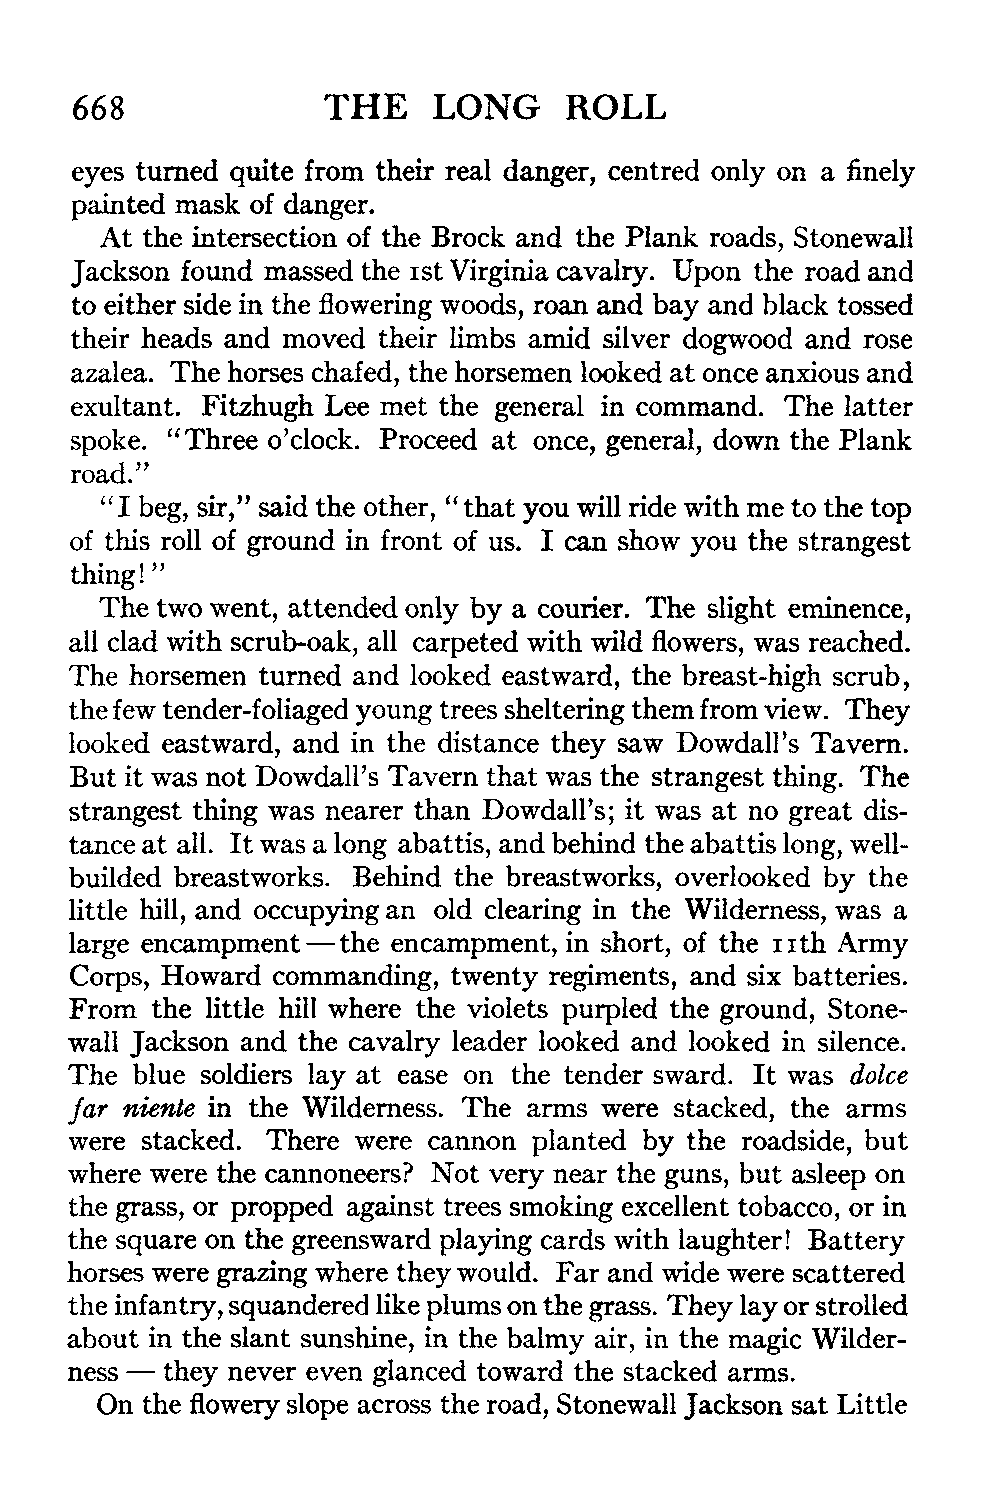 668 THE LONG ROLL
eyes turned quite from their real danger, centred only on a finely
painted mask of danger.
At the intersection of the Brock and the Plank roads, Stonewall
Jackson found massed the 1st Virginia cavalry. Upon the road and
to either side in the flowering woods, roan and bay and black tossed
their heads and moved their limbs amid silver dogwood and rose
azalea. The horses chafed, the horsemen looked at once anxious and
exultant. Fitzhugh Lee met the general in command. The latter
spoke. "Three o'clock. Proceed at once, general, down the Plank
road."
"I beg, sir," said the other, "that you will ride with me to the top
of this roll of ground in front of us. I can show you the strangest
thing!"
The two went, attended only by a courier. The slight eminence,
all clad with scrub-oak, all carpeted with wild flowers, was reached.
The horsemen turned and looked eastward, the breast-high scrub,
the few tender-foliaged young trees sheltering them from view. They
looked eastward, and in the distance they saw Dowdall's Tavern.
But it was not Dowdall's Tavern that was the strangest thing. The
strangest thing was nearer than Dowdall's; it was at no great dis-
tance at all. It was a long abattis, and behind the abattis long, well-
builded breastworks. Behind the breastworks, overlooked by the
little hill, and occupying an old clearing in the Wilderness, was a
large encampment — the encampment, in short, of the 11th Army
Corps, Howard commanding, twenty regiments, and six batteries.
From the little hill where the violets purpled the ground, Stone-
wall Jackson and the cavalry leader looked and looked in silence.
The blue soldiers lay at ease on the tender sward. It was dolce
far niente in the Wilderness. The arms were stacked, the arms
were stacked. There were cannon planted by the roadside, but
where were the cannoneers? Not very near the guns, but asleep on
the grass, or propped against trees smoking excellent tobacco, or in
the square on the greensward playing cards with laughter! Battery
horses were grazing where they would. Far and wide were scattered
the infantry, squandered like plums on the grass. They lay or strolled
about in the slant sunshine, in the balmy air, in the magic Wilder-
ness — they never even glanced toward the stacked arms.
On the flowery slope across the road, Stonewall Jackson sat Little